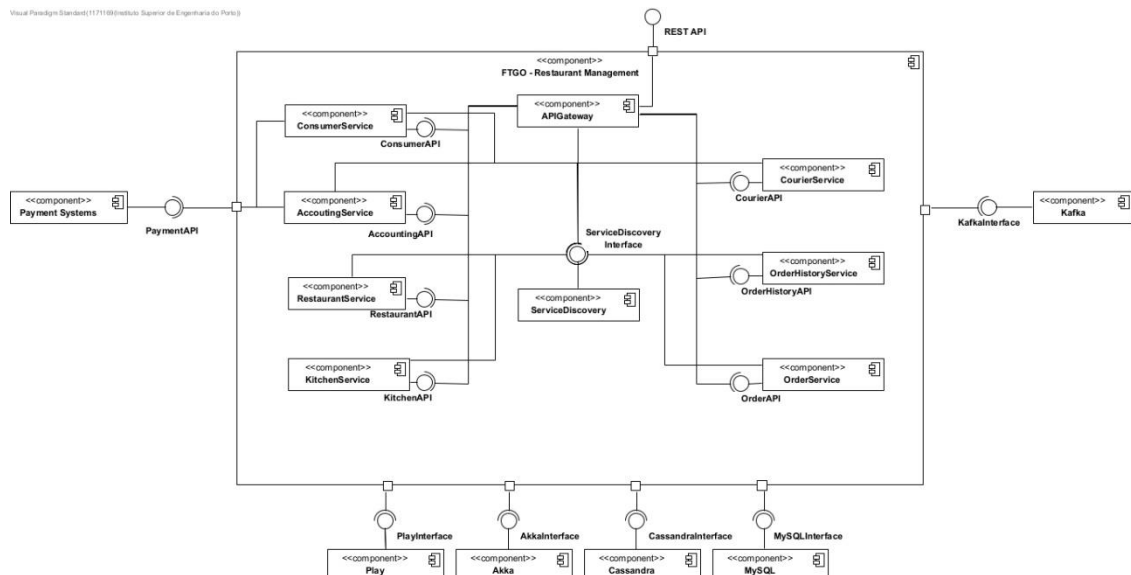 Visual Paradigm Standard(1171169(Instituto Superior de Engenharia do Porto))
REST API
<<component>>
FTGO - Restaurant Management
<<component>>
ConsumerService
ConsumerAPI
<<component>>
APIGateway
<<component>>
Payment Systems
PaymentAPI
<<component>>
AccoutingService
AccountingAPI
<<component>>
CourierService
CourierAPI
KafkaInterface
<<component>>
Kafka
ServiceDiscovery
Interface
<<component>>
RestaurantService
RestaurantAPI
<<component>>
ServiceDiscovery
<<component>>
OrderHistoryService
OrderHistoryAPI
<<component>>
KitchenService
KitchenAPI
<<component>>
OrderService
OrderAPI
PlayInterface
AkkaInterface
CassandraInterface
MySQLInterface
<<component>>
Play
<<component>>
Akka
<<component>>
Cassandra
<<component>>
MySQL